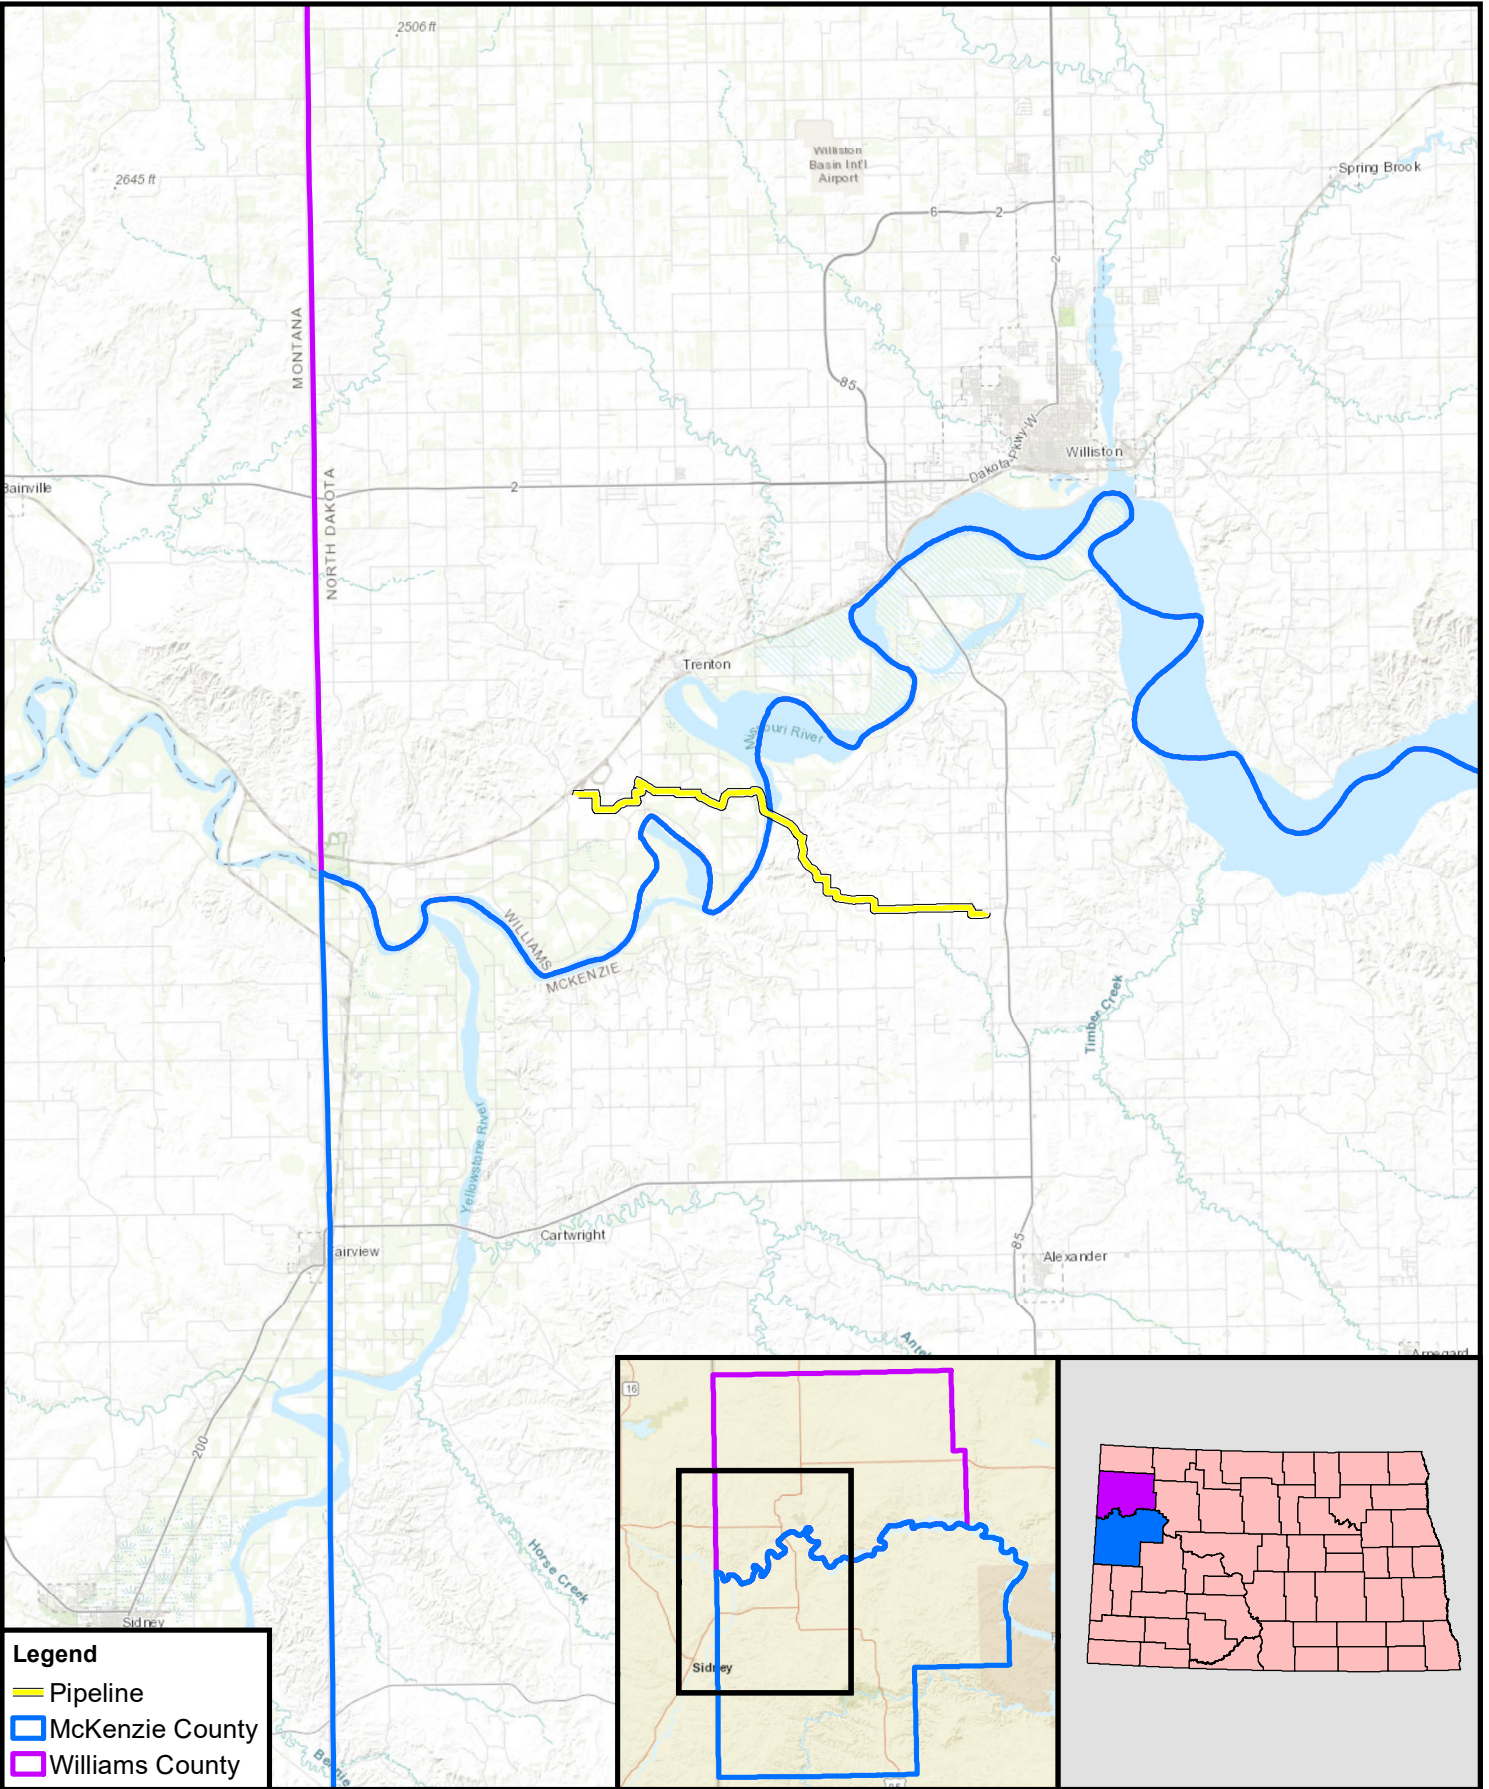 2506 ft
Williston
Basin Int'l
Airport
Spring Brook
2645 ft
6
2
2
MONTANA
85
Dakota Pkwy W
Williston
2
Bainville
NORTH DAKOTA
Trenton
Missouri River
WILLIAMS
MCKENZIE
Timber Creek
Yellowstone River
Cartwright
85
Fairview
Alexander
Arnegard
200
16
Horse Creek
Sidney
Sidney
Legend
Pipeline
McKenzie County
Williams County